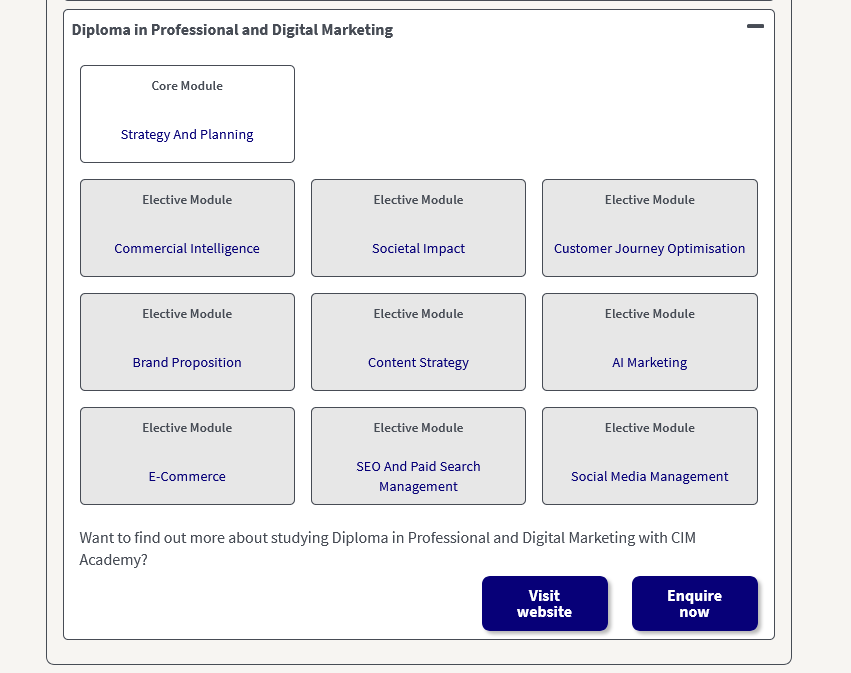 Diploma in Professional and Digital Marketing
Core Module
Strategy And Planning
Elective Module
Commercial Intelligence
Elective Module
Societal Impact
Elective Module
Customer Journey Optimisation
Elective Module
Brand Proposition
Elective Module
Content Strategy
Elective Module
AI Marketing
Elective Module
E-Commerce
Elective Module
SEO And Paid Search
Management
Elective Module
Social Media Management
Want to find out more about studying Diploma in Professional and Digital Marketing with CIM
Academy?
Visit
website
Enquire
now